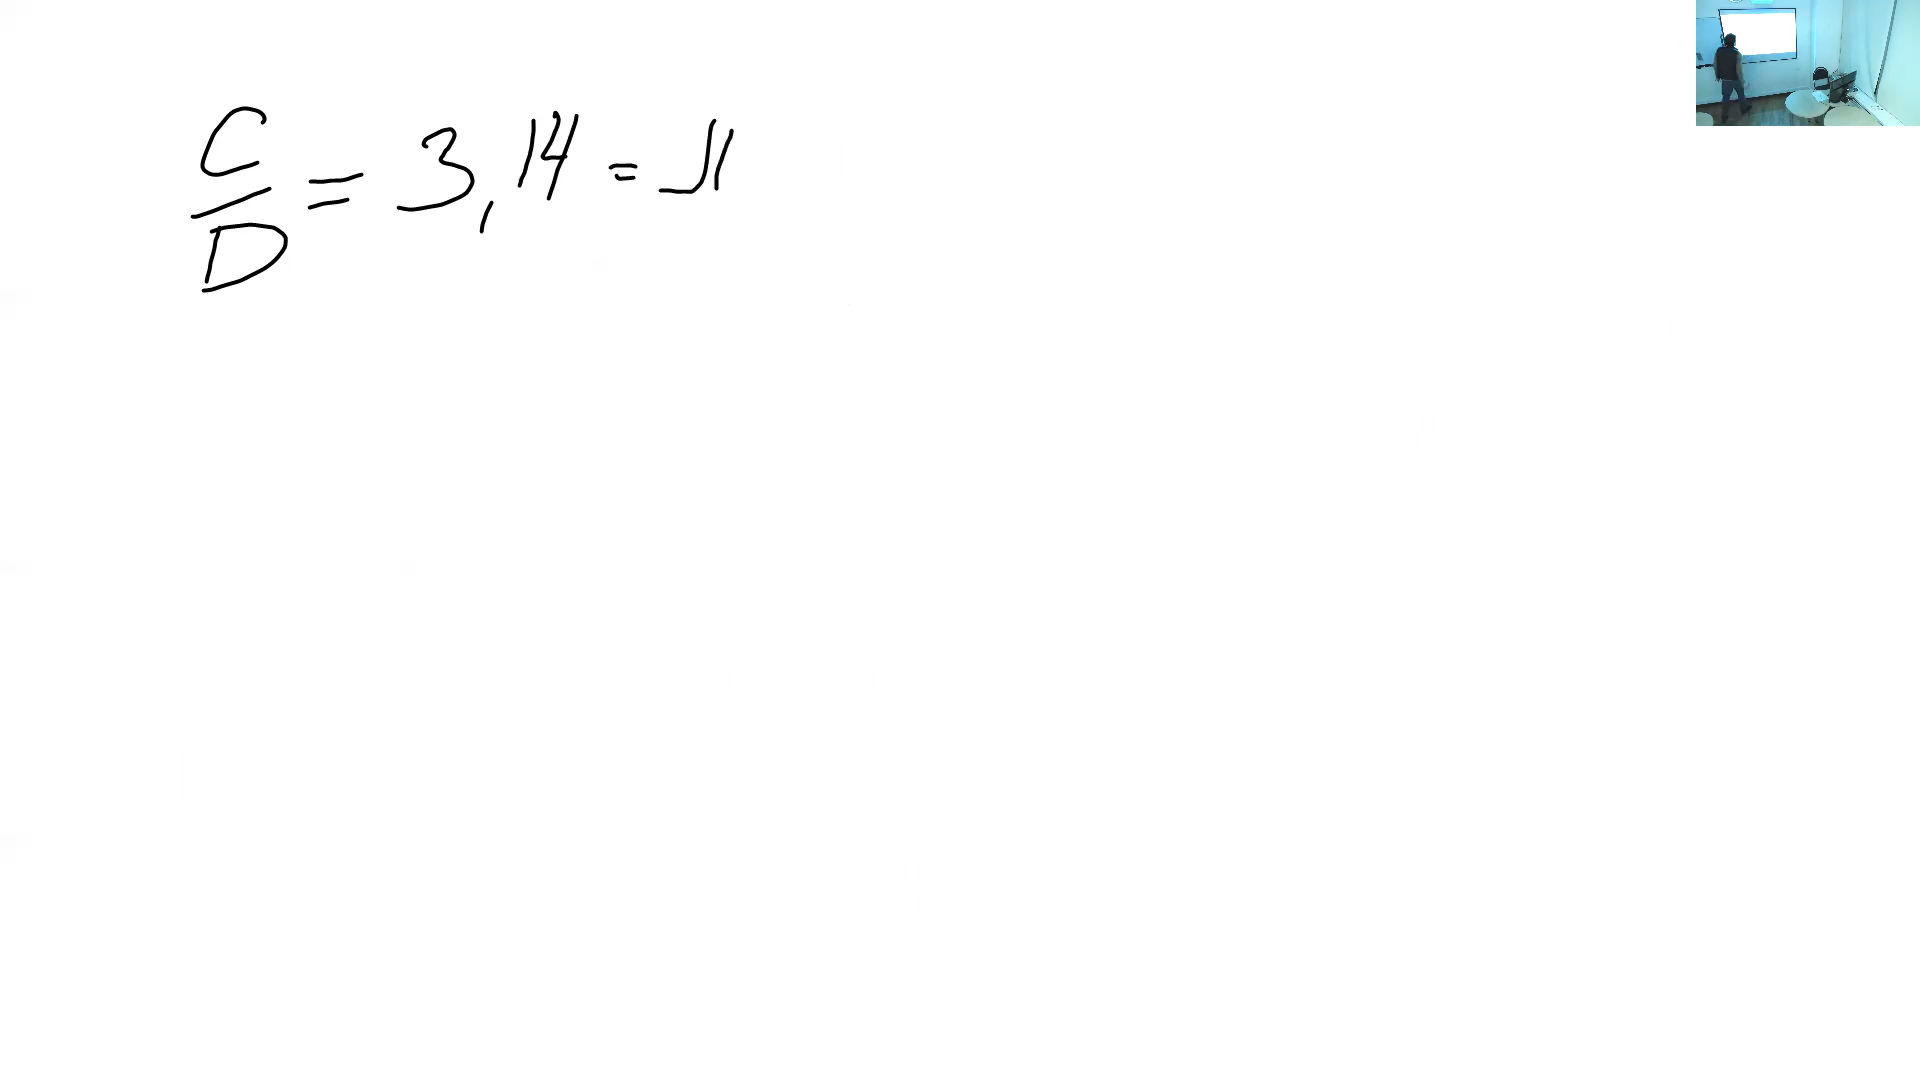 C/D = 3,14 = π